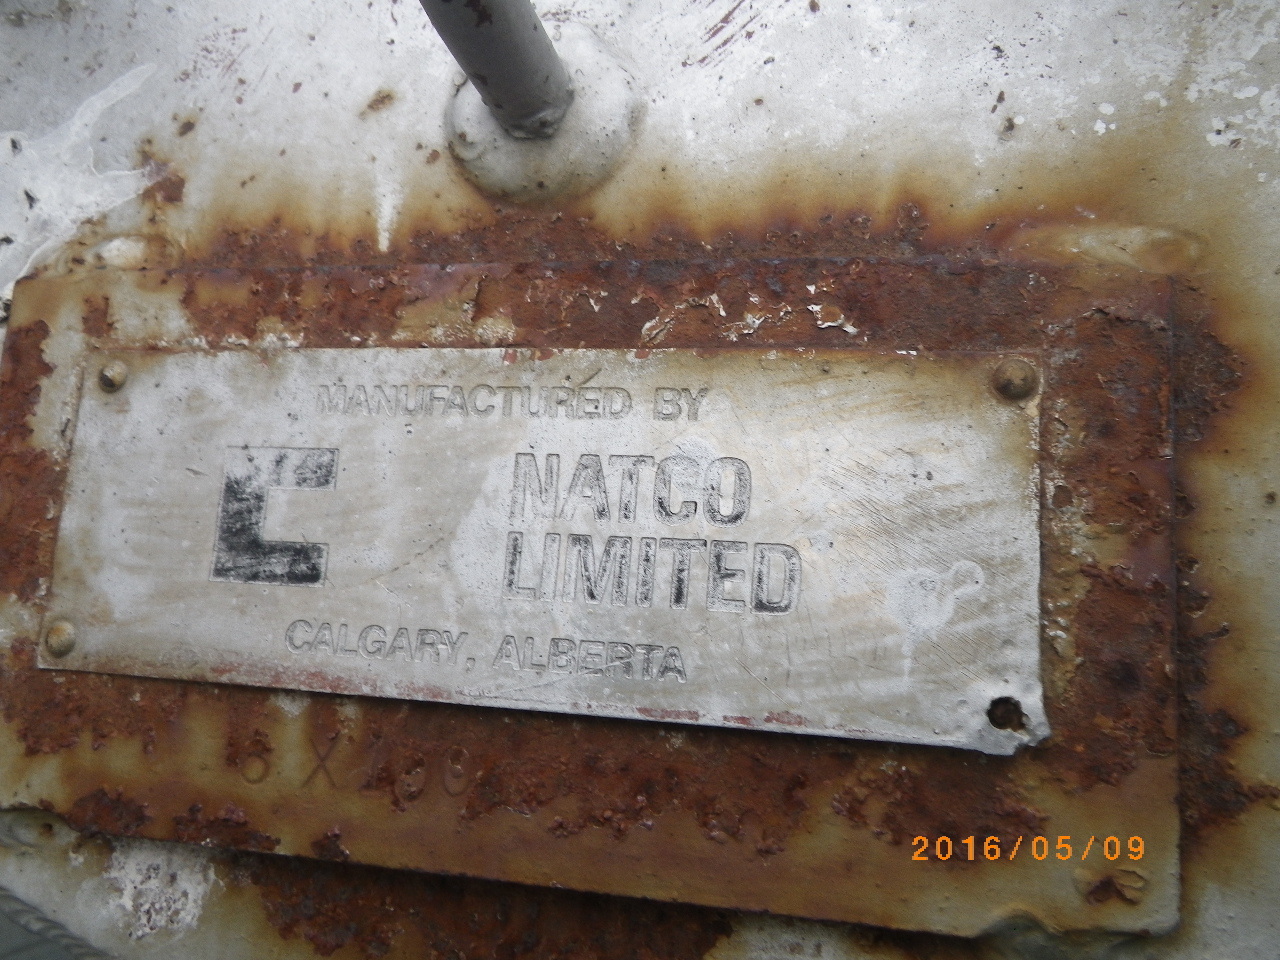 MANUFACTURED BY
NATCO
LIMITED
CALGARY, ALBERTA
2016/05/09